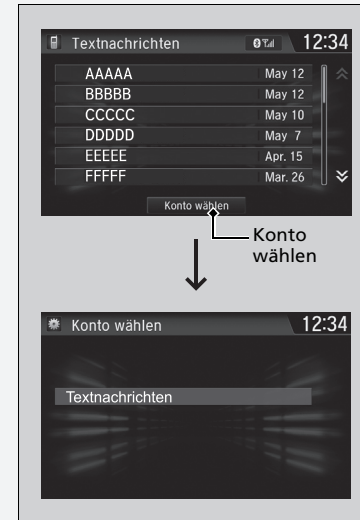 Textnachrichten 12:34
AAAAA May 12
BBBBB May 12
CCCCC May 10
DDDDD May 7
EEEEE Apr. 15
FFFFF Mar. 26
Konto wählen
Konto
wählen
Konto wählen 12:34
Textnachrichten